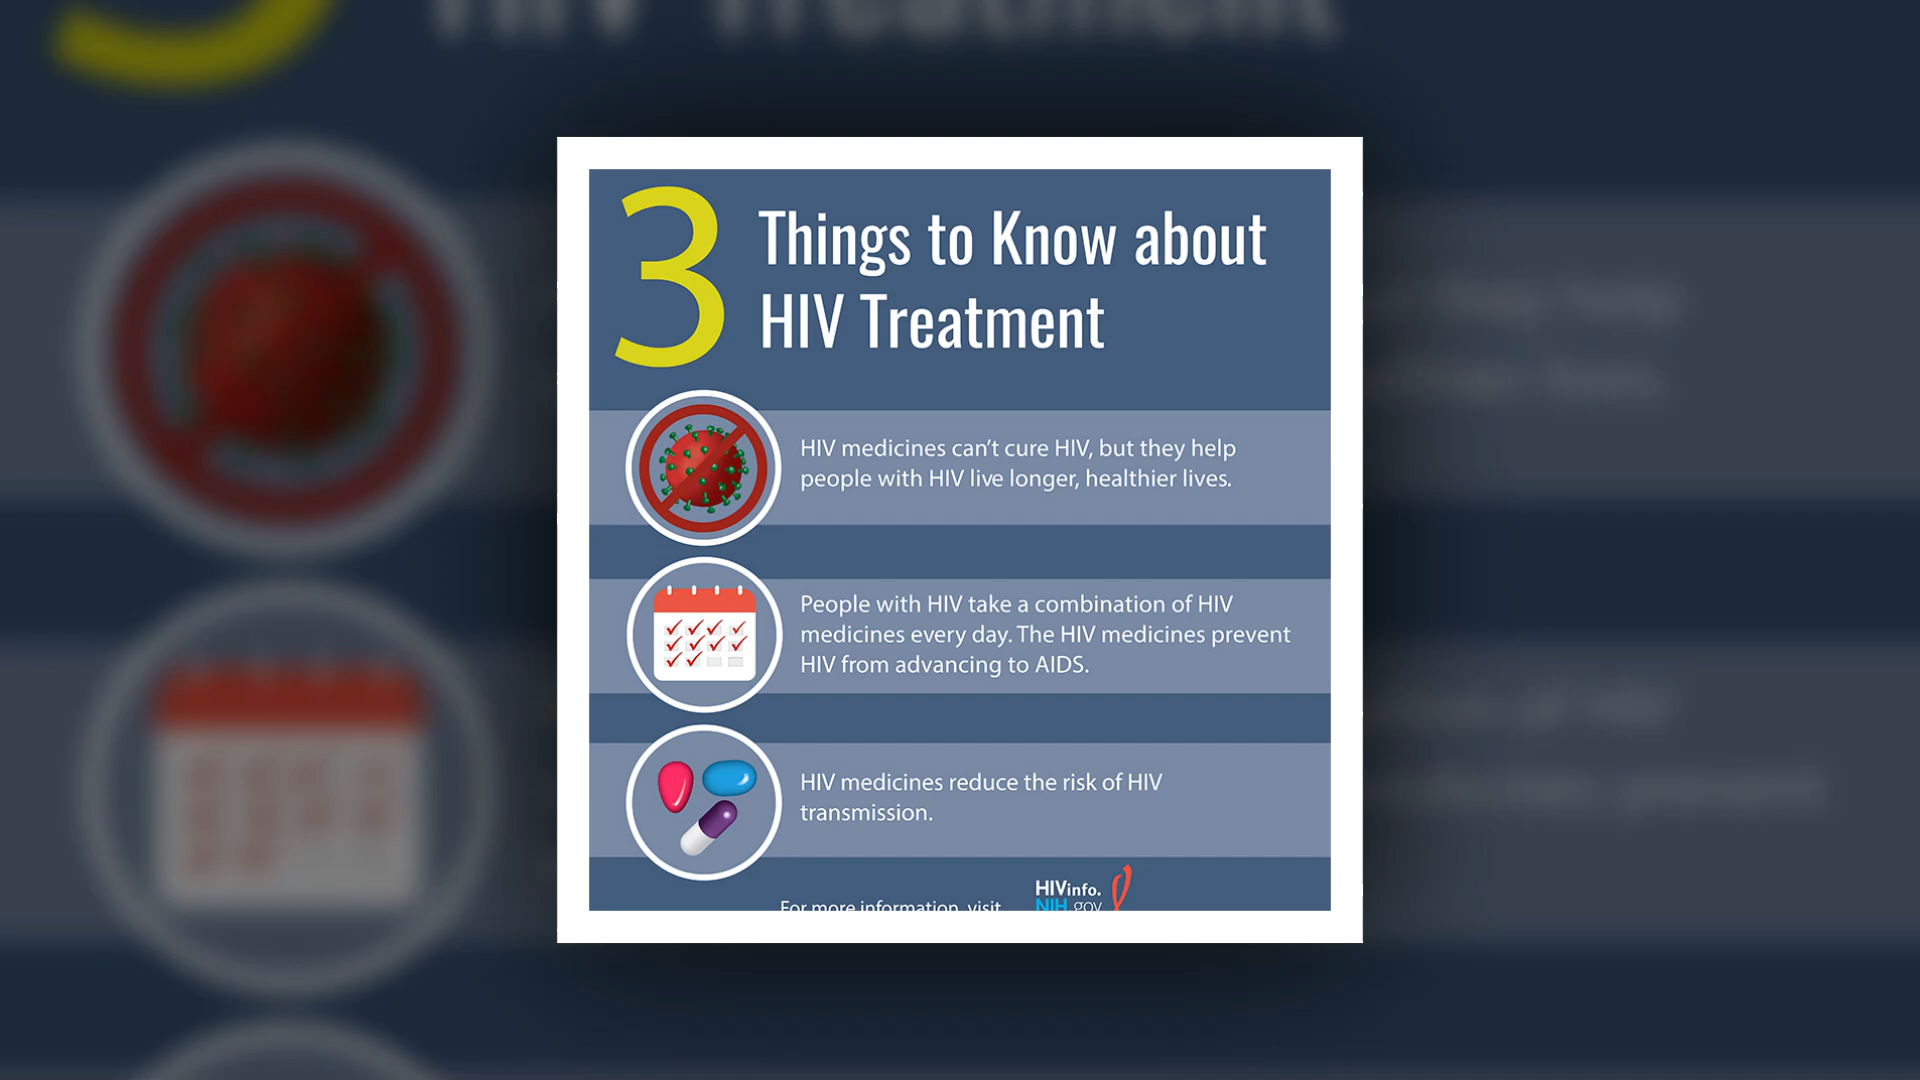 3
Things to Know about
HIV Treatment
HIV medicines can't cure HIV, but they help
people with HIV live longer, healthier lives.
People with HIV take a combination of HIV
medicines every day. The HIV medicines prevent
HIV from advancing to AIDS.
HIV medicines reduce the risk of HIV
transmission.
For more information, visit
HIVinfo.
NIH.gov